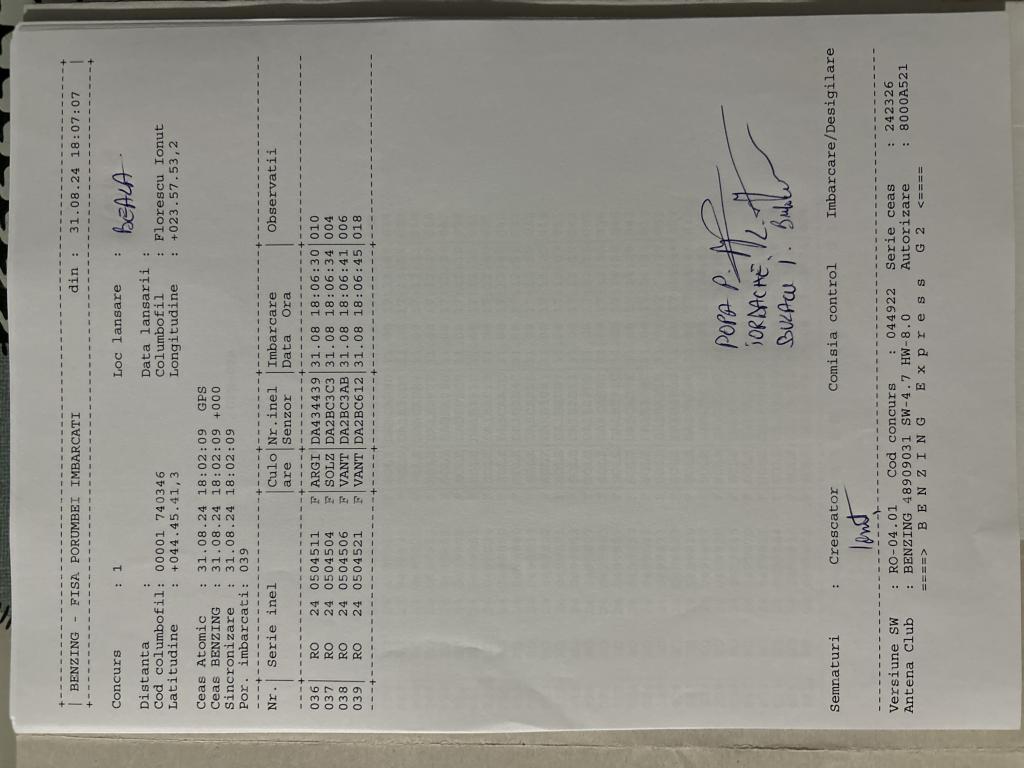 +--------------------------------------------------------------------------+
| BENZING - FISA PORUMBEI IMBARCATI din : 31.08.24 18:07:07 |
+--------------------------------------------------------------------------+
Concurs : 1 Loc lansare : BEALA
Distanta : Data lansarii :
Cod columbofil: 00001 740346 Columbofil : Florescu Ionut
Latitudine : +044.45.41,3 Longitudine : +023.57.53,2
Ceas Atomic : 31.08.24 18:02:09 GPS
Ceas BENZING : 31.08.24 18:02:09 +000
Sincronizare : 31.08.24 18:02:09
Por. imbarcati: 039
---+----------------------+----+--------+--------------+--------------------
Nr.| Serie inel |Culo|Nr.inel |Imbarcare | Observatii
 | |are |Senzor |Data Ora |
---+----------------------+----+--------+--------------+--------------------
036| RO 24 0504511 F|ARGI|DA434439|31.08 18:06:30|010
037| RO 24 0504504 F|SOLZ|DA2BC3C3|31.08 18:06:34|004
038| RO 24 0504506 F|VANT|DA2BC3AB|31.08 18:06:41|006
039| RO 24 0504521 F|VANT|DA2BC612|31.08 18:06:45|018
---+----------------------+----+--------+--------------+--------------------
POPA P.
IORDACHE.
Semnaturi : Crescator Comisia control Imbarcare/Desigilare
Ionut
----------------------------------------------------------------------------
Versiune SW : RO-04.01 Cod concurs : 044922 Serie ceas : 242326
Antena Club : BENZING 48909031 SW-4.7 HW-8.0 Autorizare : 8000A521
====> B E N Z I N G E x p r e s s G 2 <====